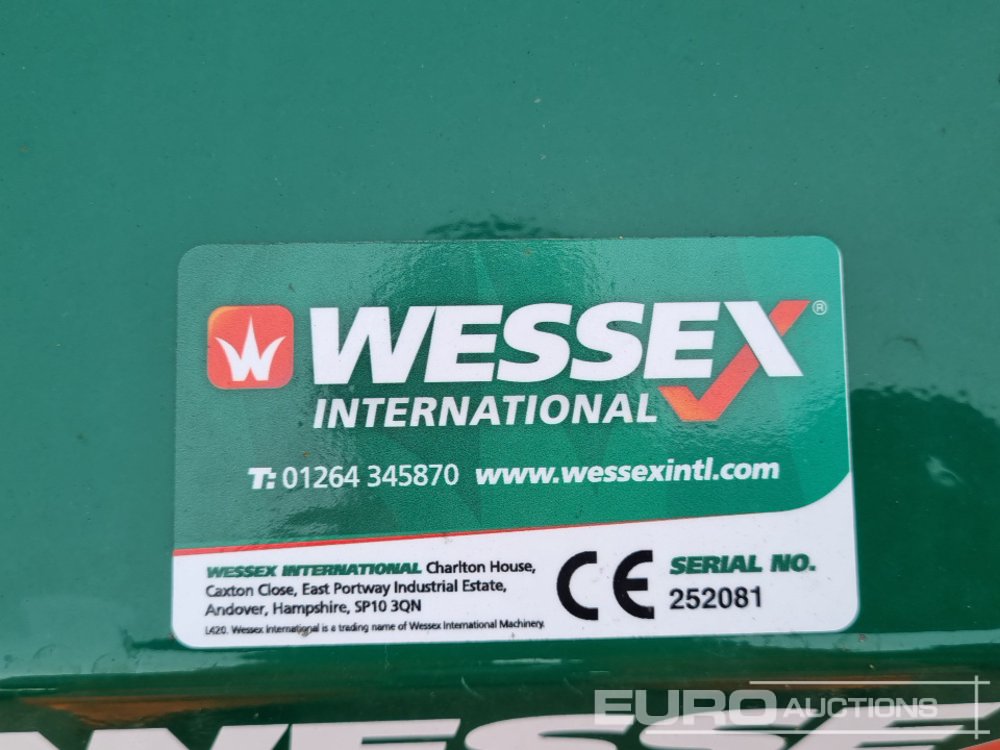 WESSEX®
INTERNATIONAL
T: 01264 345870 www.wessexintl.com
WESSEX INTERNATIONAL Charlton House,
Caxton Close, East Portway Industrial Estate,
Andover, Hampshire, SP10 3QN
L420. Wessex International is a trading name of Wessex International Machinery.
CE
SERIAL NO.
252081
WESSE
EURO AUCTIONS